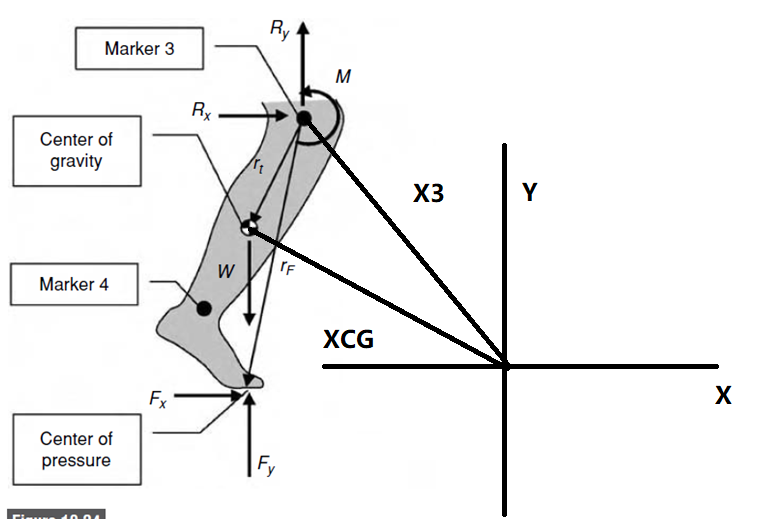 Marker 3
Ry
M
Rx
Center of
gravity
rt
X3
Y
W
rF
Marker 4
XCG
X
Fx
Center of
pressure
Fy